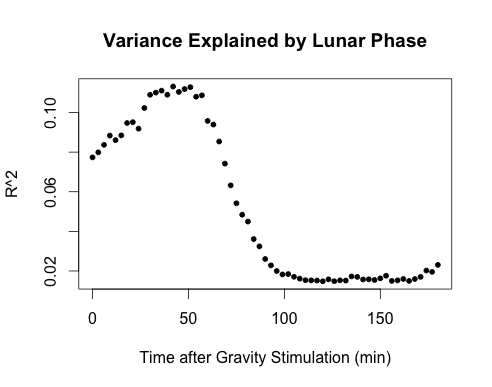 Variance Explained by Lunar Phase
R^2
0.10
0.06
0.02
0
50
100
150
Time after Gravity Stimulation (min)